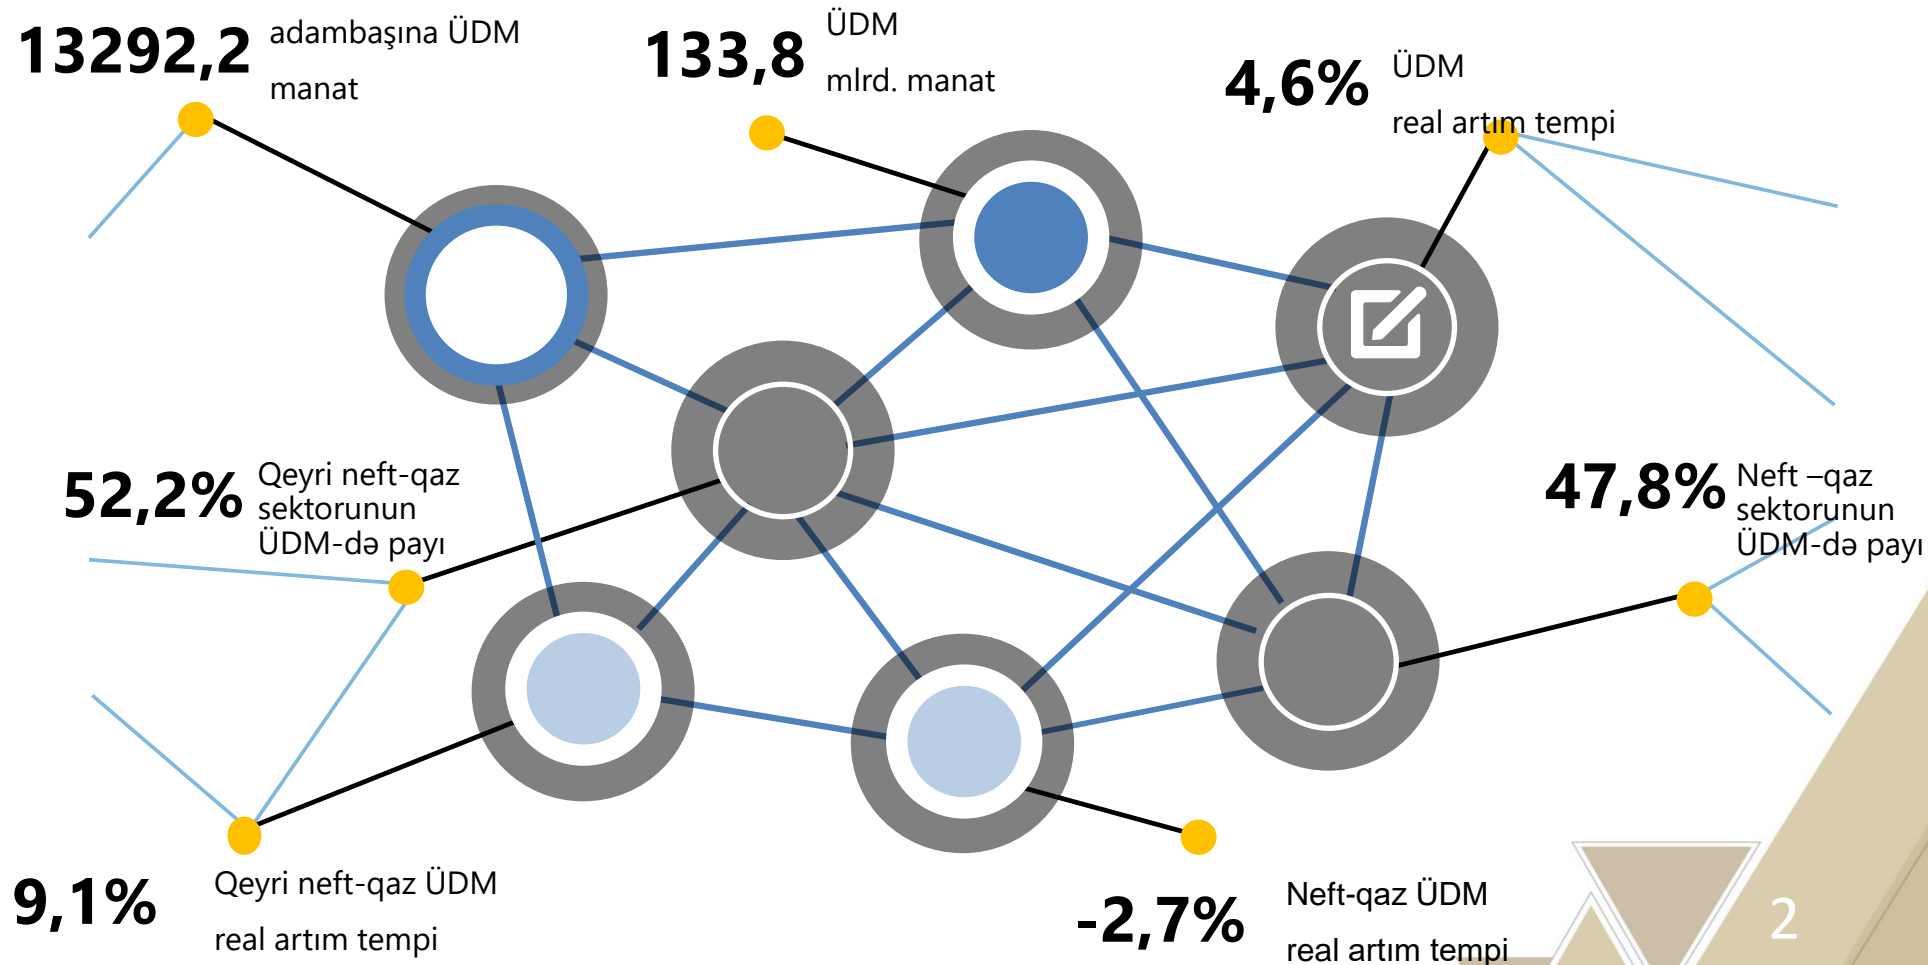 13292,2
adambaşına ÜDM
manat
133,8
ÜDM
mlrd. manat
4,6%
ÜDM
real artım tempi
52,2%
Qeyri neft-qaz
sektorunun
ÜDM-də payı
47,8%
Neft –qaz
sektorunun
ÜDM-də payı
9,1%
Qeyri neft-qaz ÜDM
real artım tempi
-2,7%
Neft-qaz ÜDM
real artım tempi
2